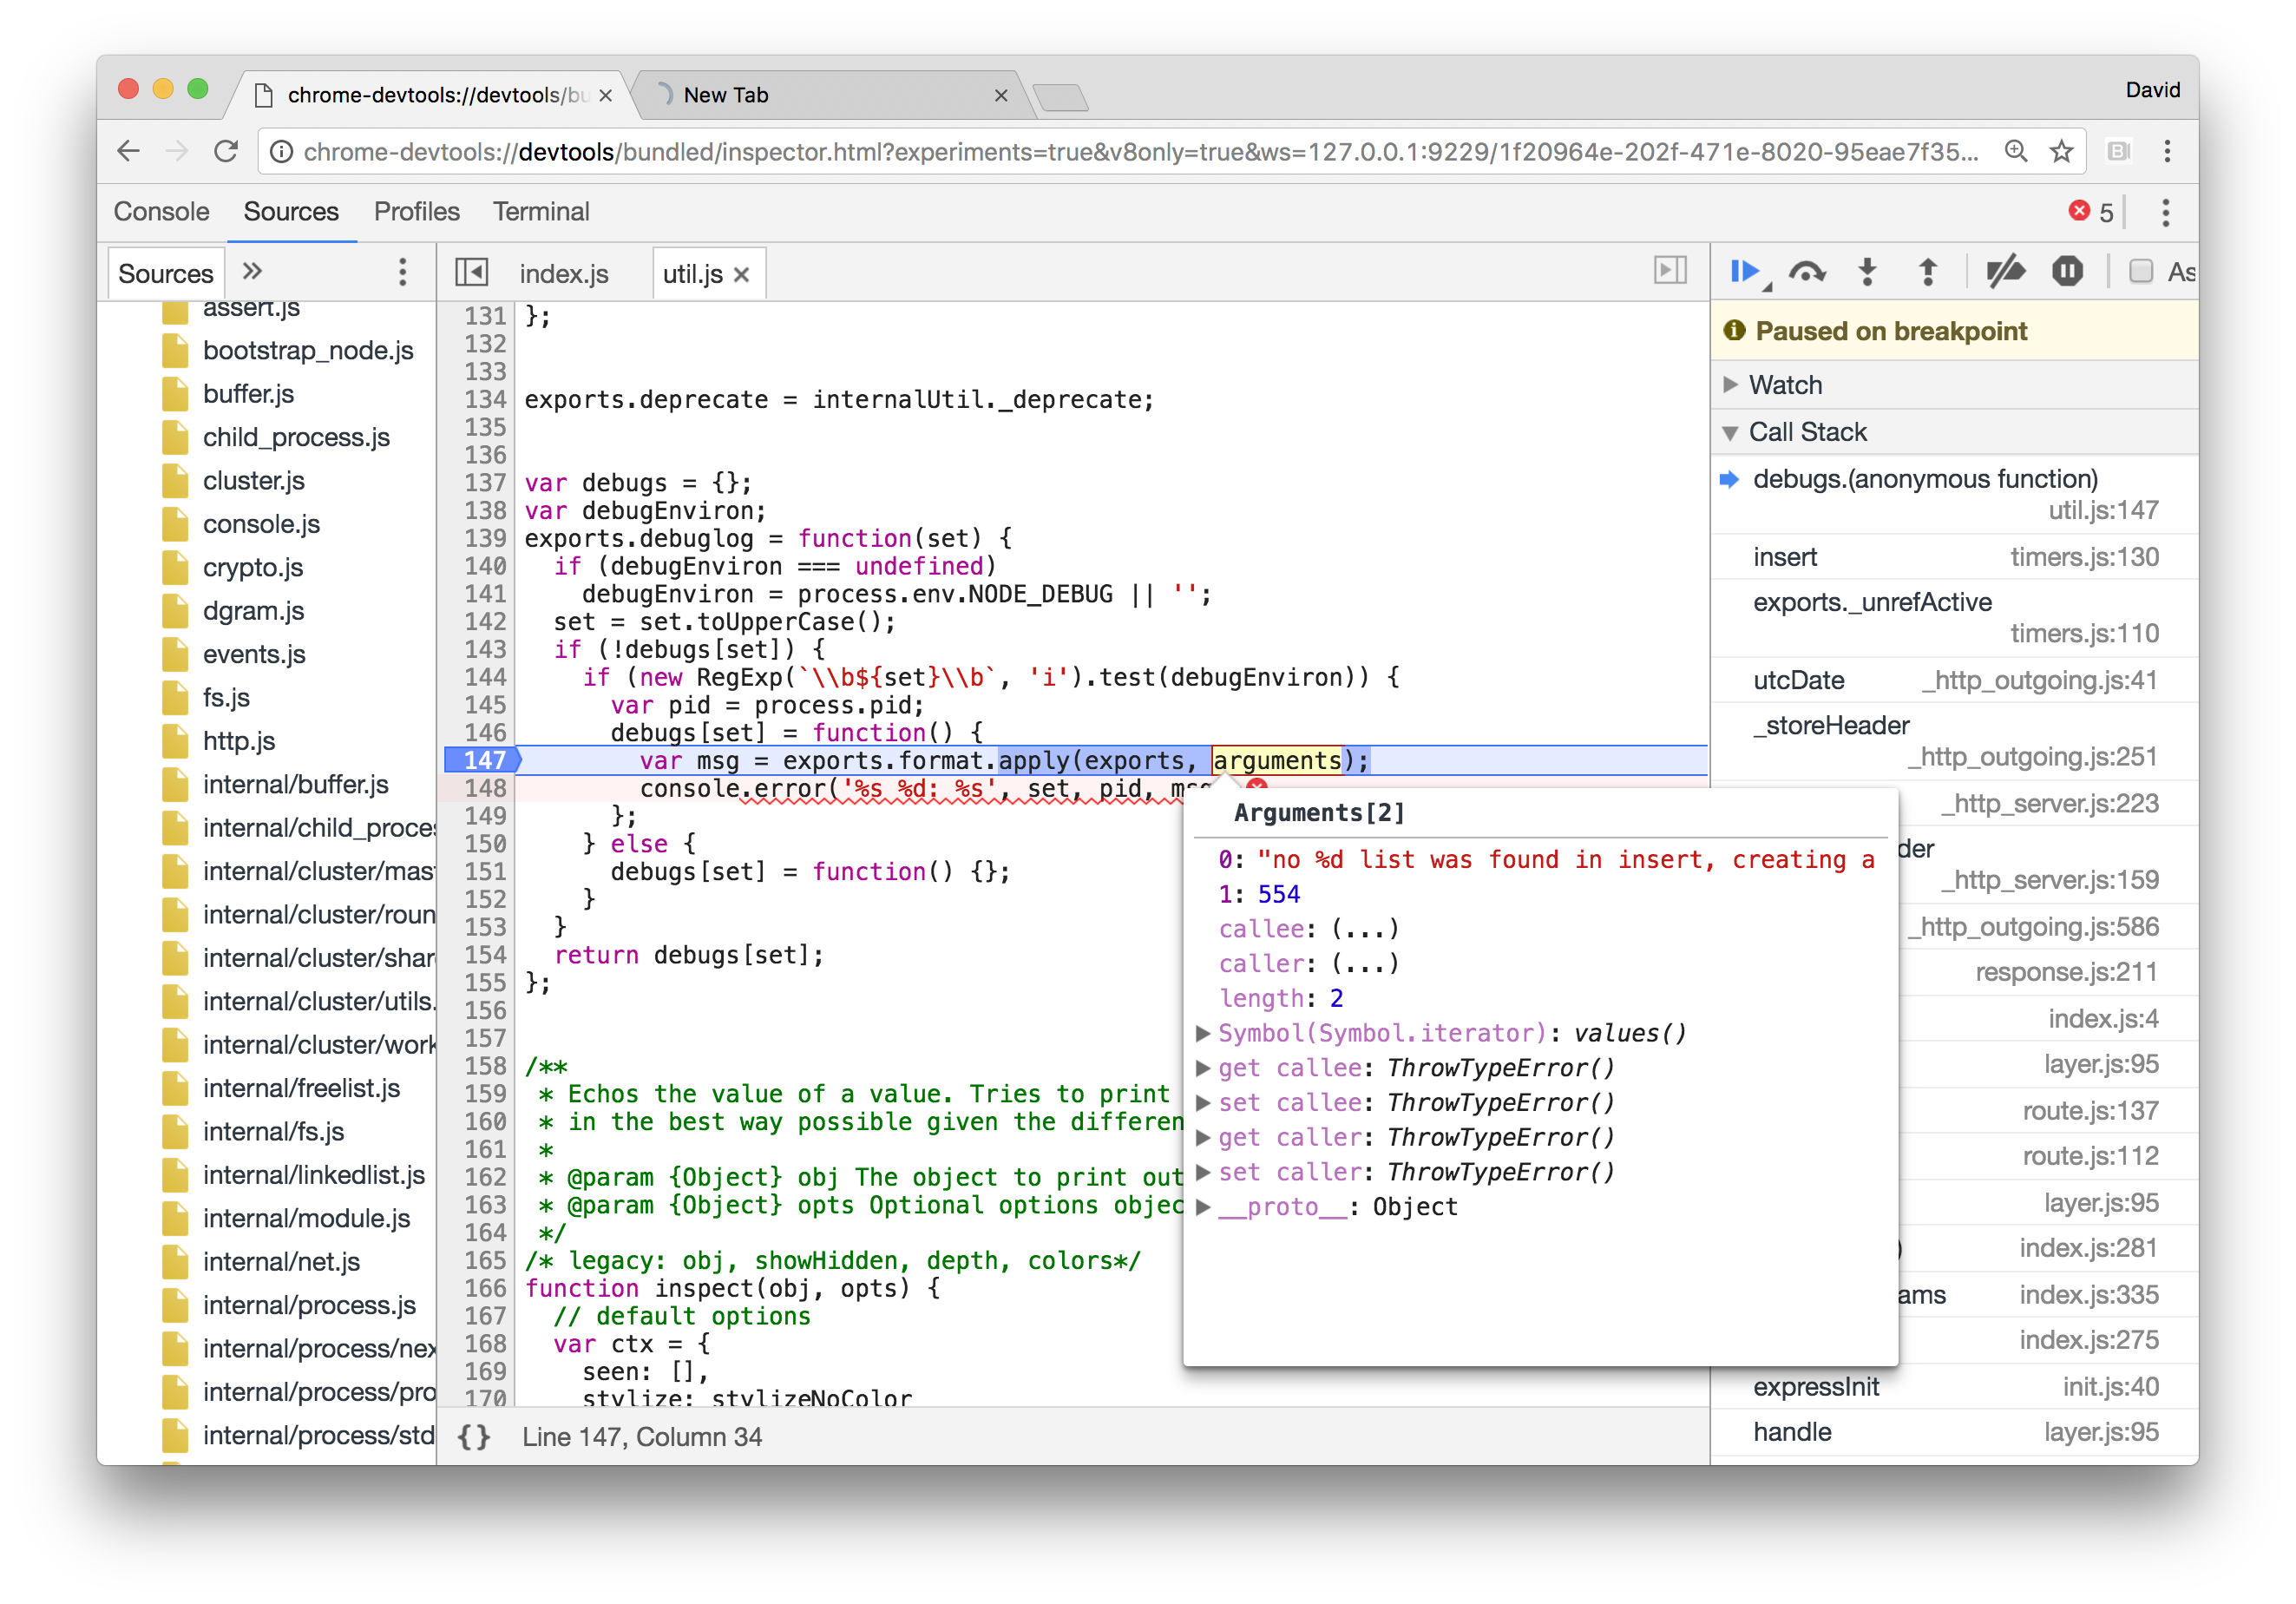 chrome-devtools://devtools/bu
New Tab
David
chrome-devtools://devtools/bundled/inspector.html?experiments=true&v8only=true&ws=127.0.0.1:9229/1f20964e-202f-471e-8020-95eae7f35...
Console Sources Profiles Terminal
5
Sources »
assert.js
bootstrap_node.js
buffer.js
child_process.js
cluster.js
console.js
crypto.js
dgram.js
events.js
fs.js
http.js
internal/buffer.js
internal/child_proce
internal/cluster/mas
internal/cluster/roun
internal/cluster/shar
internal/cluster/utils.
internal/cluster/work
internal/freelist.js
internal/fs.js
internal/linkedlist.js
internal/module.js
internal/net.js
internal/process.js
internal/process/nex
internal/process/pro
internal/process/std
index.js util.js ×
131 };
132
133
134 exports.deprecate = internalUtil._deprecate;
135
136
137 var debugs = {};
138 var debugEnviron;
139 exports.debuglog = function(set) {
140 if (debugEnviron === undefined)
141 debugEnviron = process.env.NODE_DEBUG || '';
142 set = set.toUpperCase();
143 if (!debugs[set]) {
144 if (new RegExp(`\\b${set}\\b`, 'i').test(debugEnviron)) {
145 var pid = process.pid;
146 debugs[set] = function() {
147 var msg = exports.format.apply(exports, arguments);
148 console.error('%s %d: %s', set, pid, msg
149 };
150 } else {
151 debugs[set] = function() {};
152 }
153 }
154 return debugs[set];
155 };
156
157
158 /**
159 * Echos the value of a value. Tries to print
160 * in the best way possible given the differen
161 *
162 * @param {Object} obj The object to print out
163 * @param {Object} opts Optional options objec
164 */
165 /* legacy: obj, showHidden, depth, colors*/
166 function inspect(obj, opts) {
167 // default options
168 var ctx = {
169 seen: [],
170 stylize: stylizeNoColor
{} Line 147, Column 34
Arguments[2]
0: "no %d list was found in insert, creating a
1: 554
callee: (...)
caller: (...)
length: 2
Symbol(Symbol.iterator): values()
get callee: ThrowTypeError()
set callee: ThrowTypeError()
get caller: ThrowTypeError()
set caller: ThrowTypeError()
__proto__: Object
As
Paused on breakpoint
Watch
Call Stack
debugs.(anonymous function)
util.js:147
insert timers.js:130
exports._unrefActive
timers.js:110
utcDate _http_outgoing.js:41
_storeHeader
_http_outgoing.js:251
_http_server.js:223
der
_http_server.js:159
_http_outgoing.js:586
response.js:211
index.js:4
layer.js:95
route.js:137
route.js:112
layer.js:95
) index.js:281
ams index.js:335
index.js:275
expressInit init.js:40
handle layer.js:95